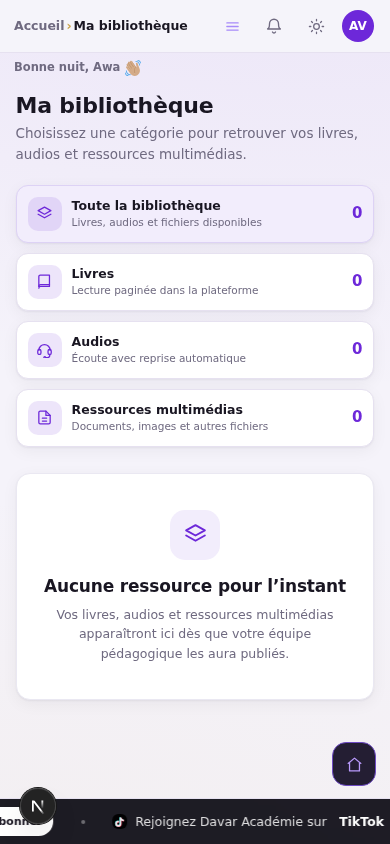 Accueil › Ma bibliothèque
AV
Bonne nuit, Awa 👋🏽
Ma bibliothèque
Choisissez une catégorie pour retrouver vos livres,
audios et ressources multimédias.
Toute la bibliothèque
Livres, audios et fichiers disponibles
0
Livres
Lecture paginée dans la plateforme
0
Audios
Écoute avec reprise automatique
0
Ressources multimédias
Documents, images et autres fichiers
0
Aucune ressource pour l’instant
Vos livres, audios et ressources multimédias
apparaîtront ici dès que votre équipe
pédagogique les aura publiés.
N
• Rejoignez Davar Académie sur TikTok